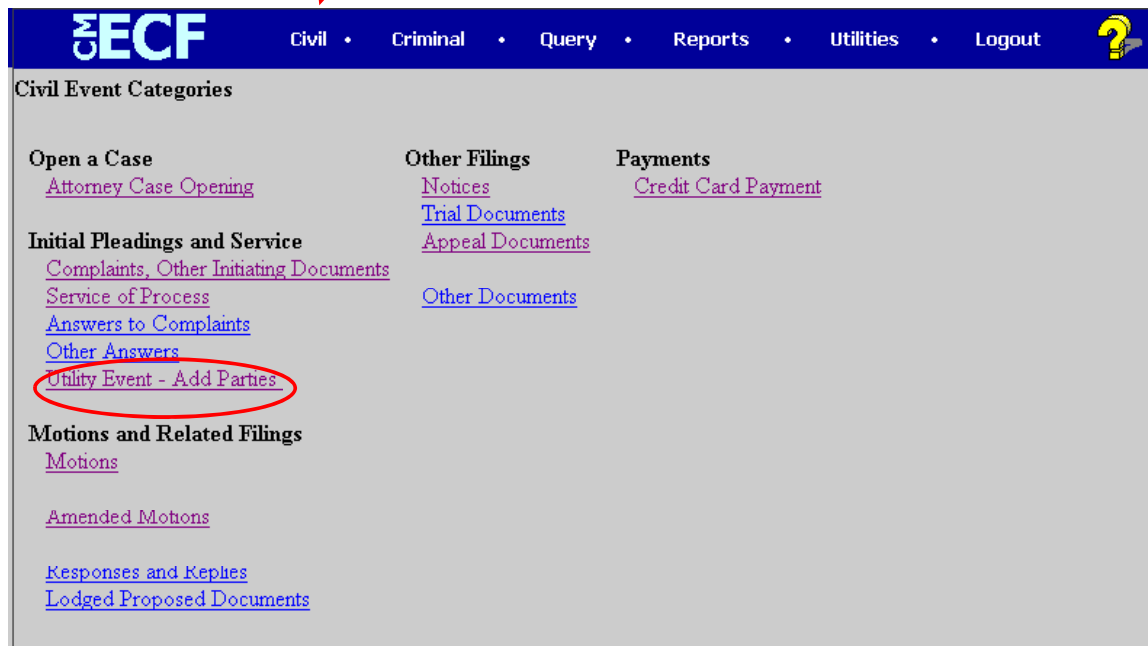 CM ECF Civil • Criminal • Query • Reports • Utilities • Logout ?
Civil Event Categories
Open a Case
Attorney Case Opening
Initial Pleadings and Service
Complaints, Other Initiating Documents
Service of Process
Answers to Complaints
Other Answers
Utility Event - Add Parties
Motions and Related Filings
Motions
Amended Motions
Responses and Replies
Lodged Proposed Documents
Other Filings
Notices
Trial Documents
Appeal Documents
Other Documents
Payments
Credit Card Payment